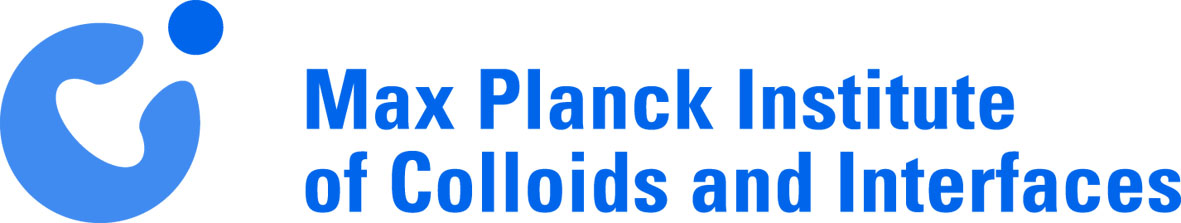 Max Planck Institute
of Colloids and Interfaces